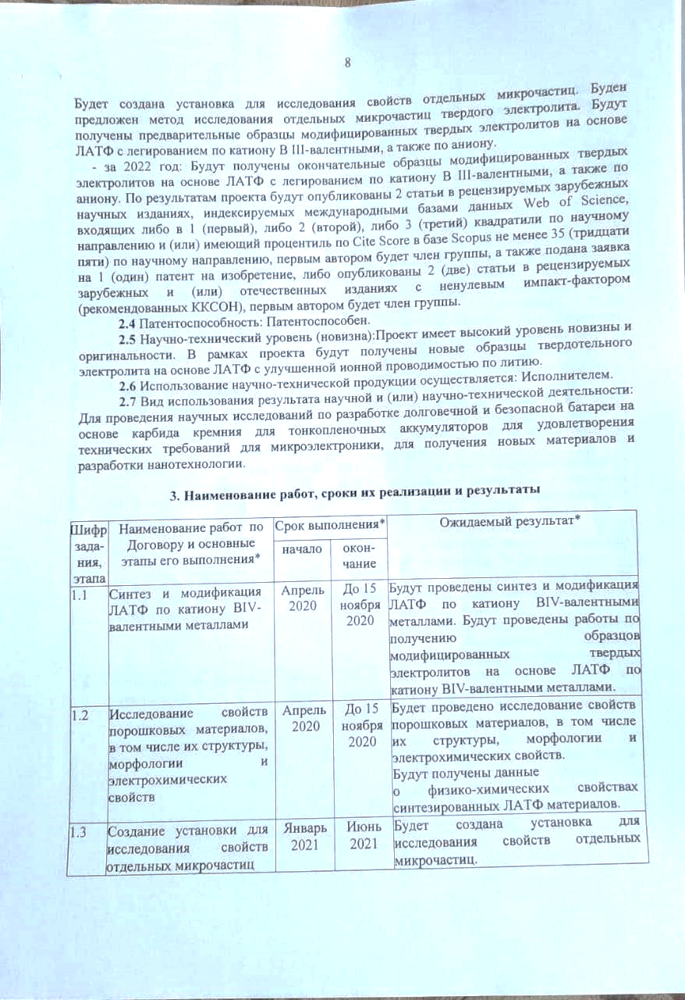 8
Будет создана установка для исследования свойств отдельных микрочастиц. Буден
предложен метод исследования отдельных микрочастиц твердого электролита. Будут
получены предварительные образцы модифицированных твердых электролитов на основе
ЛАТФ с легированием по катиону В III-валентными, а также по аниону.
- за 2022 год: Будут получены окончательные образцы модифицированных твердых
электролитов на основе ЛАТФ с легированием по катиону В III-валентными, а также по
аниону. По результатам проекта будут опубликованы 2 статьи в рецензируемых зарубежных
научных изданиях, индексируемых международными базами данных Web of Science,
входящих либо в 1 (первый), либо 2 (второй), либо 3 (третий) квадратили по научному
направлению и (или) имеющий процентиль по Cite Score в базе Scopus не менее 35 (тридцати
пяти) по научному направлению, первым автором будет член группы, а также подана заявка
на 1 (один) патент на изобретение, либо опубликованы 2 (две) статьи в рецензируемых
зарубежных и (или) отечественных изданиях с ненулевым импакт-фактором
(рекомендованных ККСОН), первым автором будет член группы.
2.4 Патентоспособность: Патентоспособен.
2.5 Научно-технический уровень (новизна):Проект имеет высокий уровень новизны и
оригинальности. В рамках проекта будут получены новые образцы твердотельного
электролита на основе ЛАТФ с улучшенной ионной проводимостью по литию.
2.6 Использование научно-технической продукции осуществляется: Исполнителем.
2.7 Вид использования результата научной и (или) научно-технической деятельности:
Для проведения научных исследований по разработке долговечной и безопасной батареи на
основе карбида кремния для тонкопленочных аккумуляторов для удовлетворения
технических требований для микроэлектроники, для получения новых материалов и
разработки нанотехнологии.
3. Наименование работ, сроки их реализации и результаты
Шифр
зада-
ния,
этапа
Наименование работ по
Договору и основные
этапы его выполнения*
Срок выполнения*
начало
окон-
чание
Ожидаемый результат*
1.1
Синтез и модификация
ЛАТФ по катиону BIV-
валентными металлами
Апрель
2020
До 15
ноября
2020
Будут проведены синтез и модификация
ЛАТФ по катиону BIV-валентными
металлами. Будут проведены работы по
получению образцов
модифицированных твердых
электролитов на основе ЛАТФ по
катиону BIV-валентными металлами.
1.2
Исследование свойств
порошковых материалов,
в том числе их структуры,
морфологии и
электрохимических
свойств
Апрель
2020
До 15
ноября
2020
Будет проведено исследование свойств
порошковых материалов, в том числе
их структуры, морфологии и
электрохимических свойств.
Будут получены данные
о физико-химических свойствах
синтезированных ЛАТФ материалов.
1.3
Создание установки для
исследования свойств
отдельных микрочастиц
Январь
2021
Июнь
2021
Будет создана установка для
исследования свойств отдельных
микрочастиц.